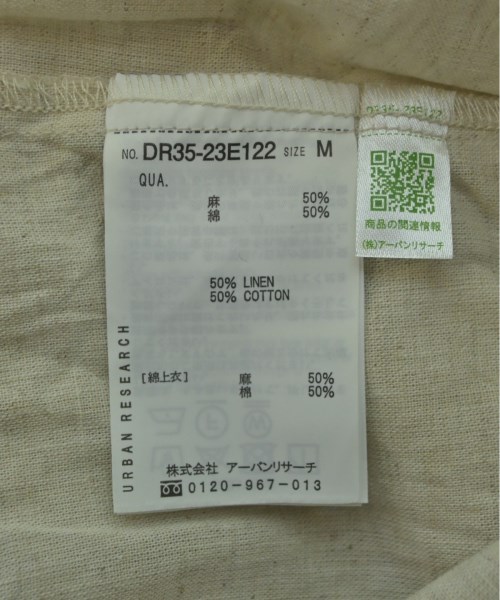 NO. DR35-23E122 SIZE M
QUA.
麻 50%
綿 50%
50% LINEN
50% COTTON
[綿上衣] 麻 50%
棉 50%
URBAN RESEARCH
株式会社 アーバンリサーチ
0120-967-013
DR35-23E122
商品の関連情報
(株)アーバンリサーチ